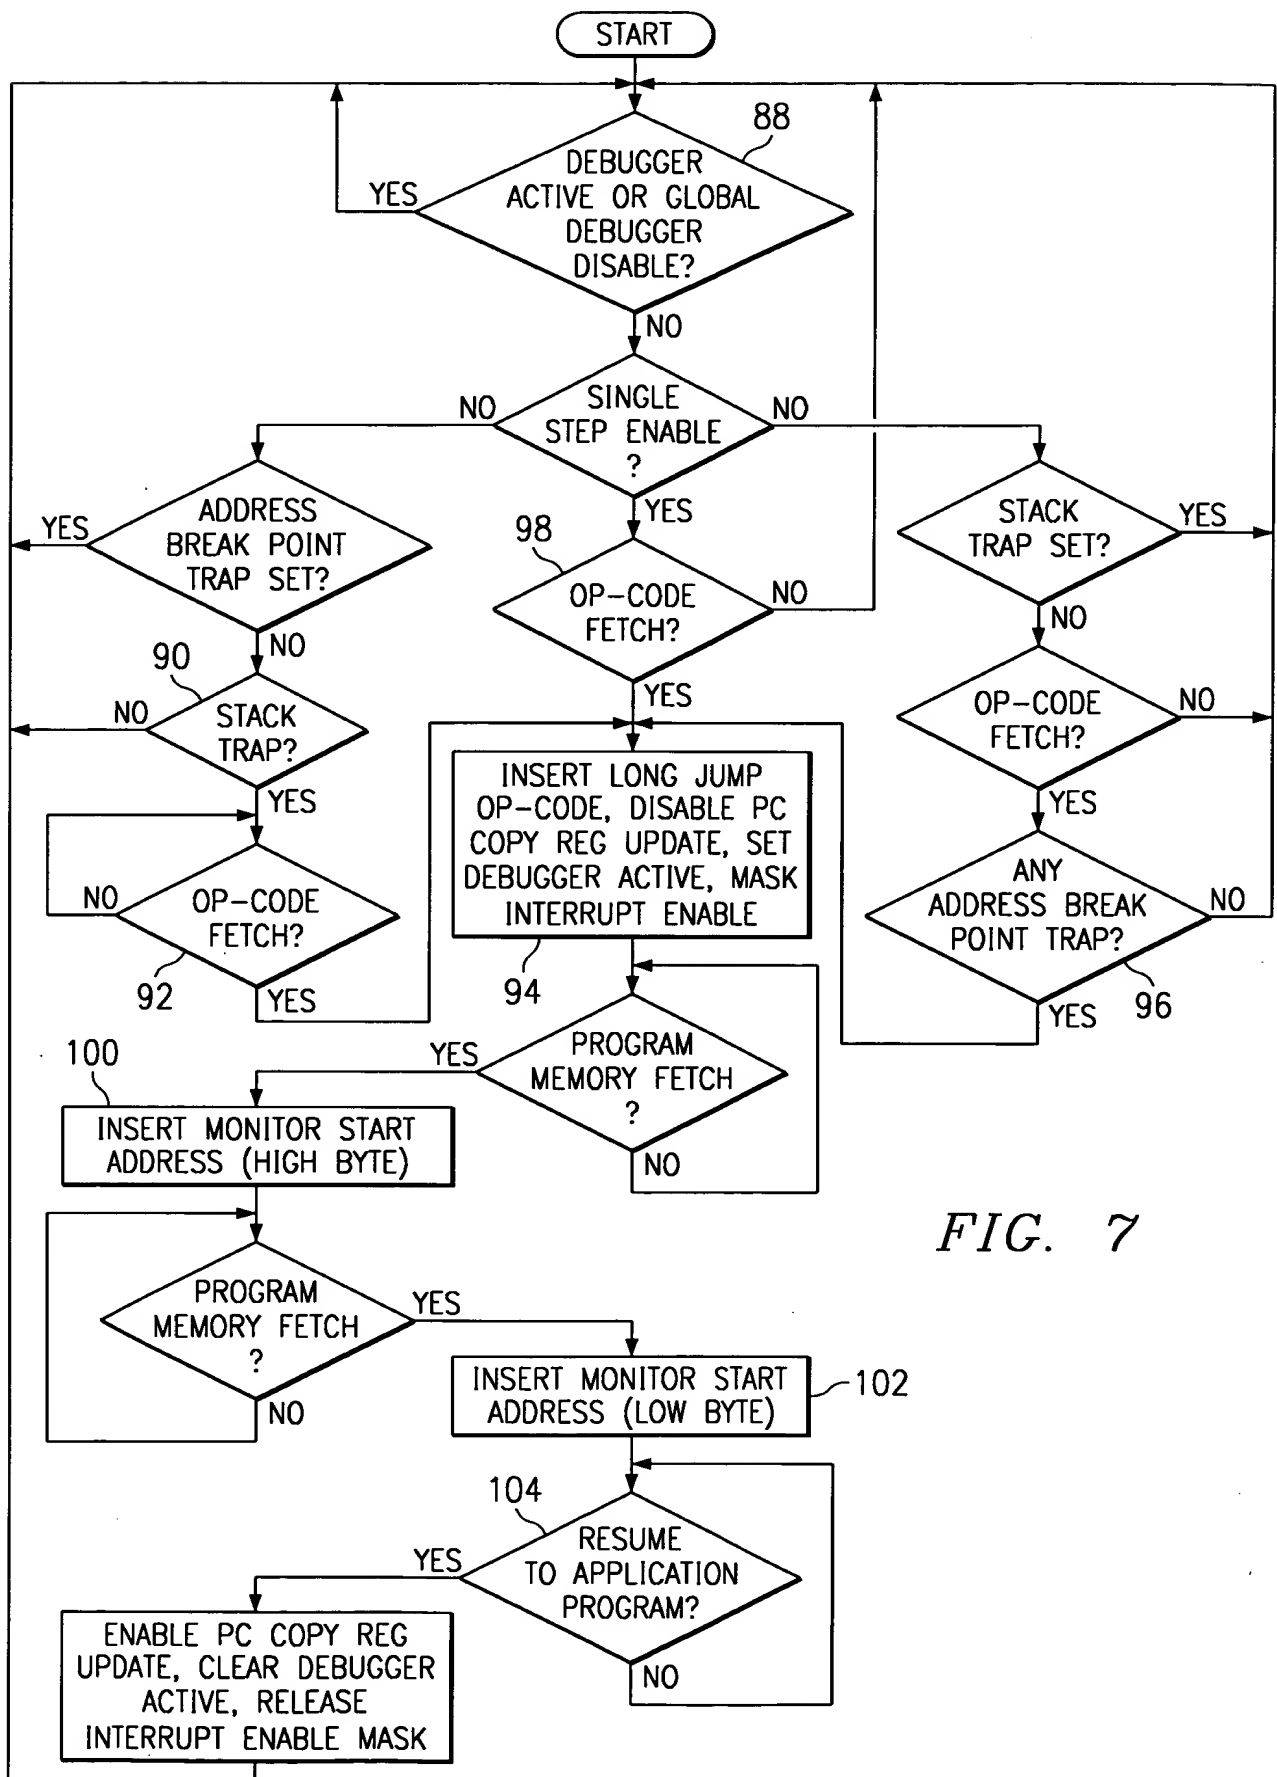 START
88
DEBUGGER
ACTIVE OR GLOBAL
DEBUGGER
DISABLE?
YES
NO
SINGLE
STEP ENABLE
?
NO
NO
YES
ADDRESS
BREAK POINT
TRAP SET?
YES
NO
98
OP-CODE
FETCH?
NO
YES
STACK
TRAP SET?
YES
NO
90
STACK
TRAP?
NO
YES
OP-CODE
FETCH?
NO
YES
INSERT LONG JUMP
OP-CODE, DISABLE PC
COPY REG UPDATE, SET
DEBUGGER ACTIVE, MASK
INTERRUPT ENABLE
94
OP-CODE
FETCH?
NO
92
YES
ANY
ADDRESS BREAK
POINT TRAP?
NO
96
YES
PROGRAM
MEMORY FETCH
?
YES
NO
100
INSERT MONITOR START
ADDRESS (HIGH BYTE)
FIG. 7
PROGRAM
MEMORY FETCH
?
YES
NO
INSERT MONITOR START
ADDRESS (LOW BYTE)
102
104
RESUME
TO APPLICATION
PROGRAM?
YES
NO
ENABLE PC COPY REG
UPDATE, CLEAR DEBUGGER
ACTIVE, RELEASE
INTERRUPT ENABLE MASK